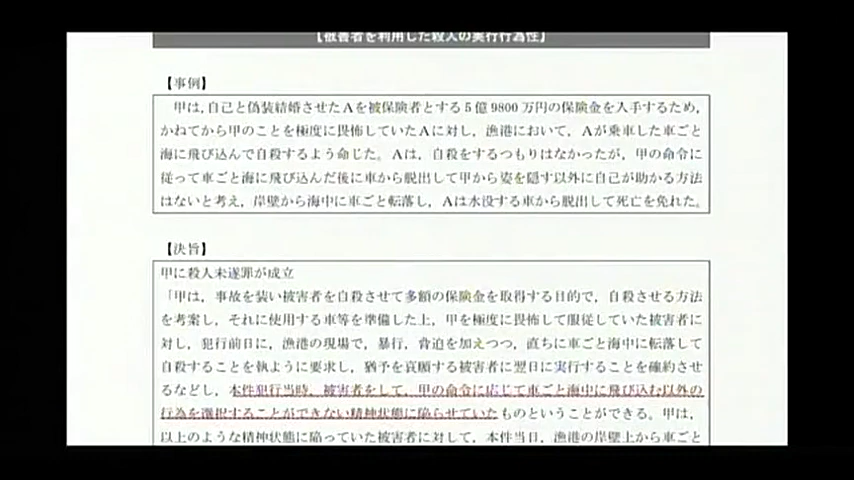 【被害者を利用した殺人の実行行為性】
【事例】
甲は，自己と偽装結婚させたAを被保険者とする5億9800万円の保険金を入手するため，
かねてから甲のことを極度に畏怖していたAに対し，漁港において，Aが乗車した車ごと
海に飛び込んで自殺するよう命じた。Aは，自殺をするつもりはなかったが，甲の命令に
従って車ごと海に飛び込んだ後に車から脱出して甲から姿を隠す以外に自己が助かる方法
はないと考え，岸壁から海中に車ごと転落し，Aは水没する車から脱出して死亡を免れた。
【決旨】
甲に殺人未遂罪が成立
「甲は，事故を装い被害者を自殺させて多額の保険金を取得する目的で，自殺させる方法
を考案し，それに使用する車等を準備した上，甲を極度に畏怖して服従していた被害者に
対し，犯行前日に，漁港の現場で，暴行，脅迫を加えつつ，直ちに車ごと海中に転落して
自殺することを執ように要求し，猶予を哀願する被害者に翌日に実行することを確約させ
るなどし，本件犯行当時，被害者をして，甲の命令に応じて車ごと海中に飛び込む以外の
行為を選択することができない精神状態に陥らせていたものということができる。甲は，
以上のような精神状態に陥っていた被害者に対して，本件当日，漁港の岸壁上から車ごと